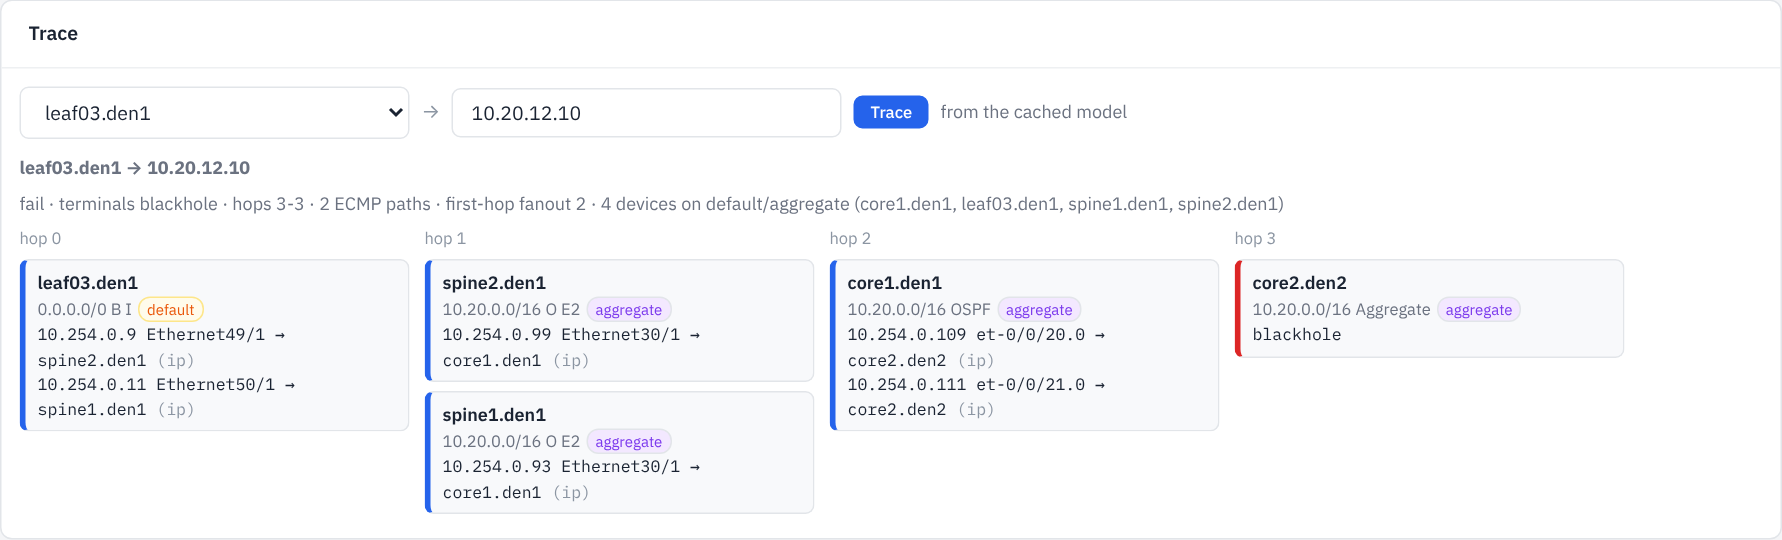 Trace
leaf03.den1 → 10.20.12.10 Trace from the cached model
leaf03.den1 → 10.20.12.10
fail · terminals blackhole · hops 3-3 · 2 ECMP paths · first-hop fanout 2 · 4 devices on default/aggregate (core1.den1, leaf03.den1, spine1.den1, spine2.den1)
hop 0
leaf03.den1
0.0.0.0/0 B I default
10.254.0.9 Ethernet49/1 →
spine2.den1 (ip)
10.254.0.11 Ethernet50/1 →
spine1.den1 (ip)
hop 1
spine2.den1
10.20.0.0/16 O E2 aggregate
10.254.0.99 Ethernet30/1 →
core1.den1 (ip)
spine1.den1
10.20.0.0/16 O E2 aggregate
10.254.0.93 Ethernet30/1 →
core1.den1 (ip)
hop 2
core1.den1
10.20.0.0/16 OSPF aggregate
10.254.0.109 et-0/0/20.0 →
core2.den2 (ip)
10.254.0.111 et-0/0/21.0 →
core2.den2 (ip)
hop 3
core2.den2
10.20.0.0/16 Aggregate aggregate
blackhole